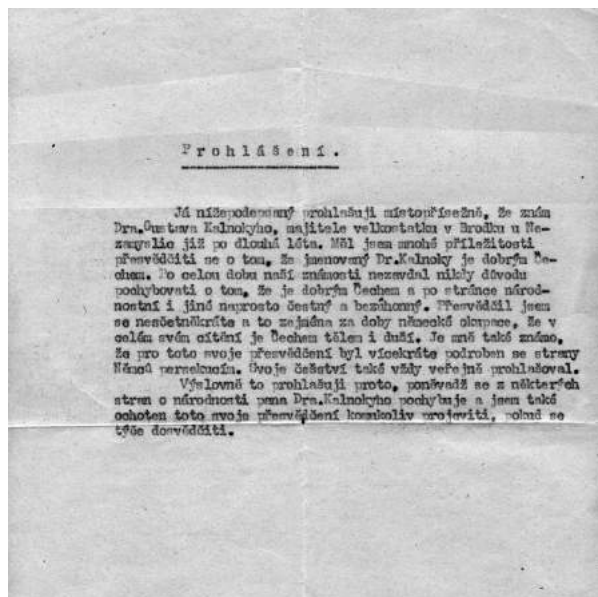 Prohlášení.
Já nížepodepsaný prohlašuji místopřísežně, že znám
Dra.Gustava Kalnokyho, majitele velkostatku v Brodku u Ne-
zamyslic již po dlouhá léta. Měl jsem mnohé příležitosti
přesvědčiti se o tom, že jmenovaný Dr.Kalnoky je dobrým Če-
chem. Po celou dobu naší známosti nezavdal nikdy důvodu
pochybovati o tom, že je dobrým Čechem a po stránce národ-
nostní i jiné naprosto čestný a bezúhonný. Přesvědčil jsem
se nesčetněkráte a to zejména za doby německé okupace, že v
celém svém cítění je Čechem tělem i duší. Je mně také známo,
že pro toto svoje přesvědčení byl vícekráte podroben se strany
Němců persekucím. Svoje češství také vždy veřejně prohlašoval.
Výslovně to prohlašuji proto, poněvadž se z některých
stran o národnosti pana Dra.Kalnokyho pochybuje a jsem také
ochoten toto svoje přesvědčení komukoliv projeviti, pokud se
týče dosvědčiti.